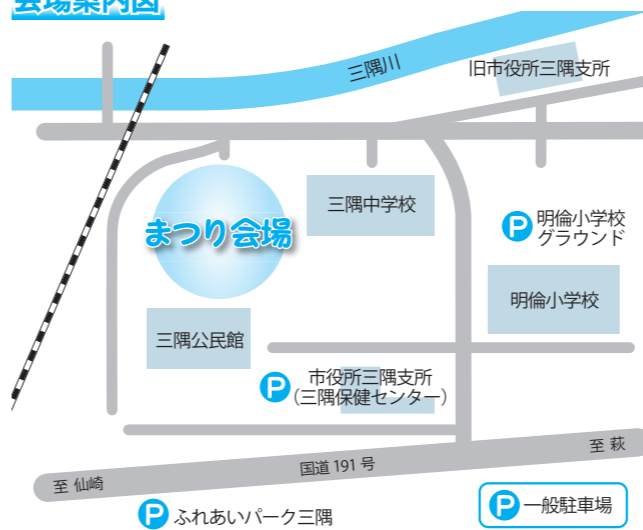 会場案内図
三隅川
旧市役所三隅支所
まつり会場
三隅中学校
P 明倫小学校
グラウンド
明倫小学校
三隅公民館
P 市役所三隅支所
(三隅保健センター)
至 仙崎
国道 191 号
至 萩
P ふれあいパーク三隅
P 一般駐車場